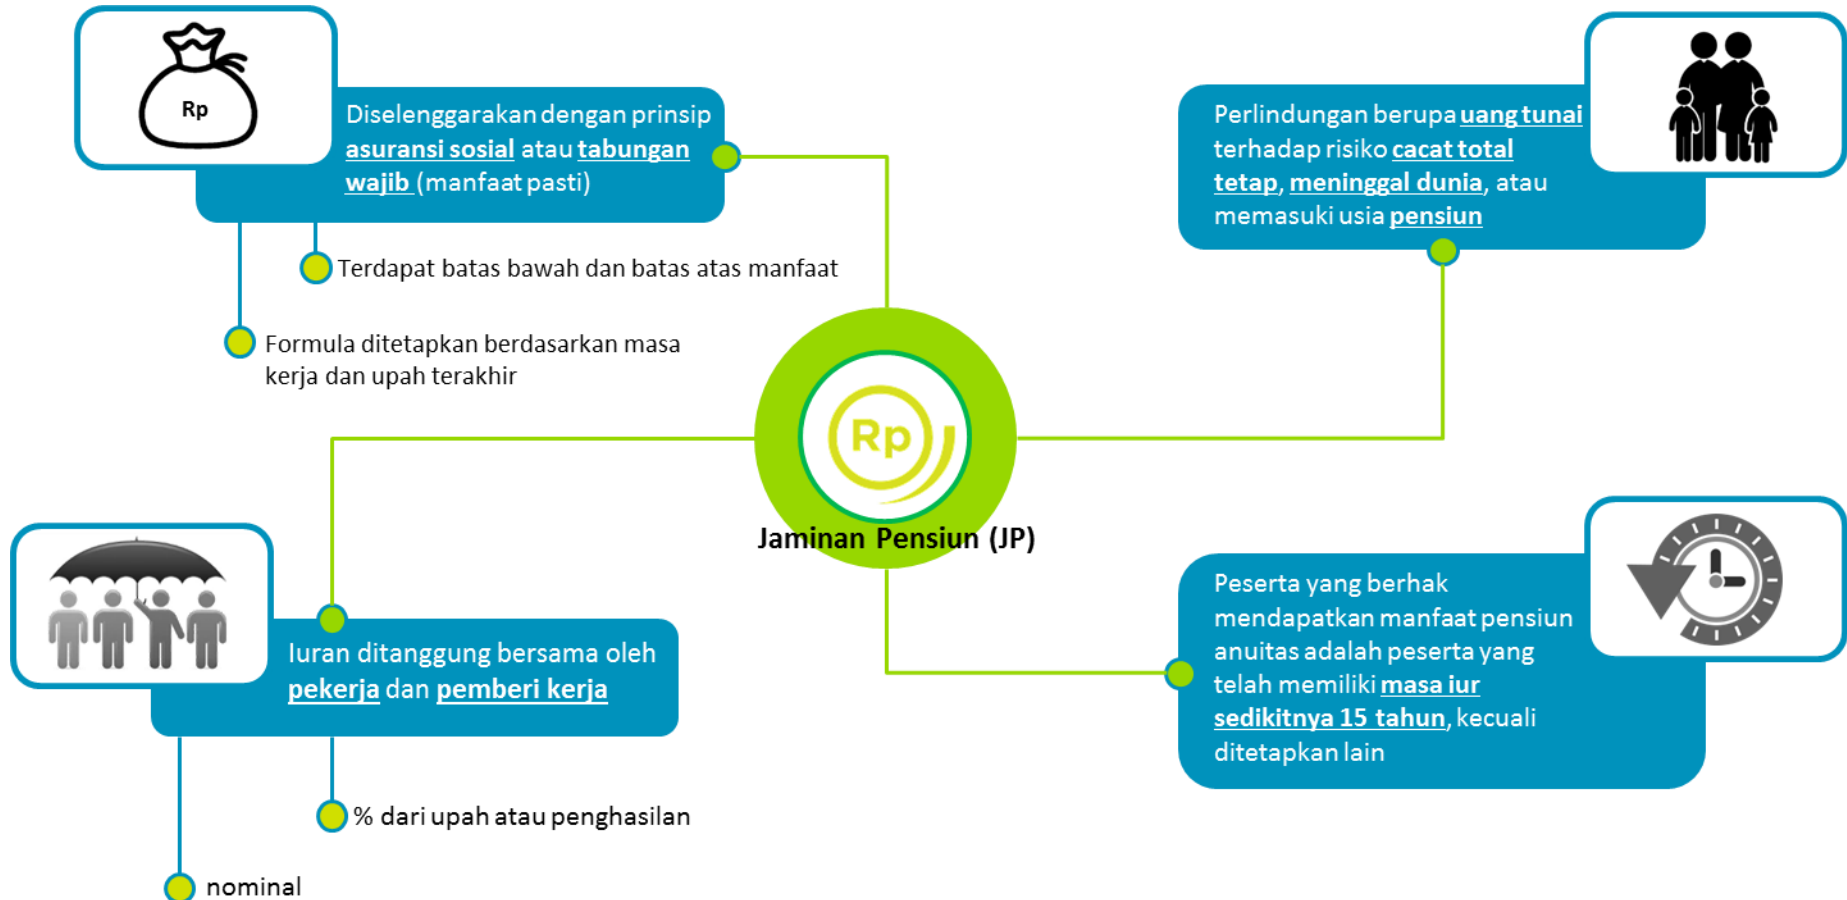 Rp
Diselenggarakan dengan prinsip
asuransi sosial atau tabungan
wajib (manfaat pasti)
Terdapat batas bawah dan batas atas manfaat
Formula ditetapkan berdasarkan masa
kerja dan upah terakhir
Perlindungan berupa uang tunai
terhadap risiko cacat total
tetap, meninggal dunia, atau
memasuki usia pensiun
Rp
Jaminan Pensiun (JP)
Iuran ditanggung bersama oleh
pekerja dan pemberi kerja
% dari upah atau penghasilan
nominal
Peserta yang berhak
mendapatkan manfaat pensiun
anuitas adalah peserta yang
telah memiliki masa iur
sedikitnya 15 tahun, kecuali
ditetapkan lain